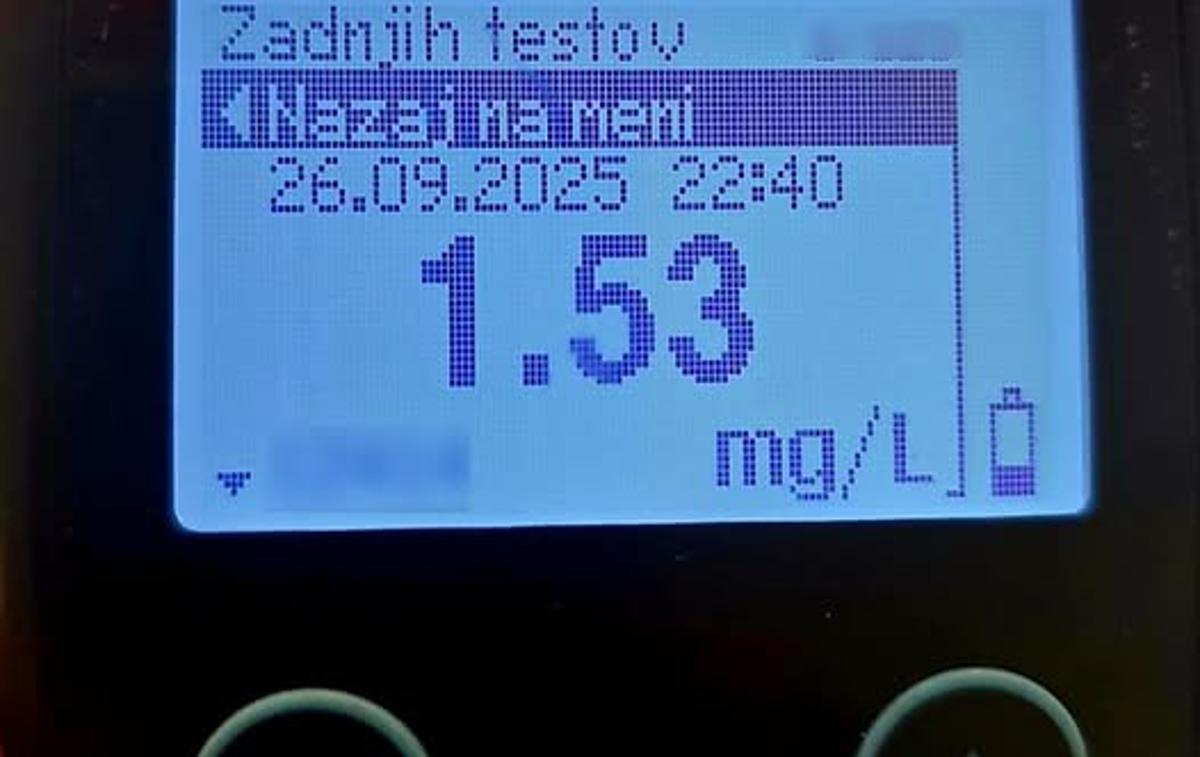 Zadnjih testov
Nazaj na meni
26.09.2025 22:40
1.53
mg/L